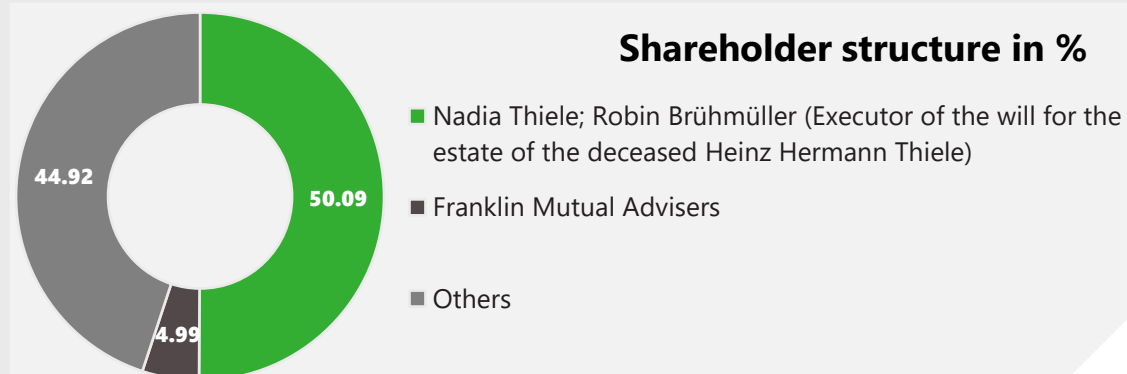 Shareholder structure in %
Nadia Thiele; Robin Brühmüller (Executor of the will for the
estate of the deceased Heinz Hermann Thiele)
Franklin Mutual Advisers
Others
44.92
50.09
4.99